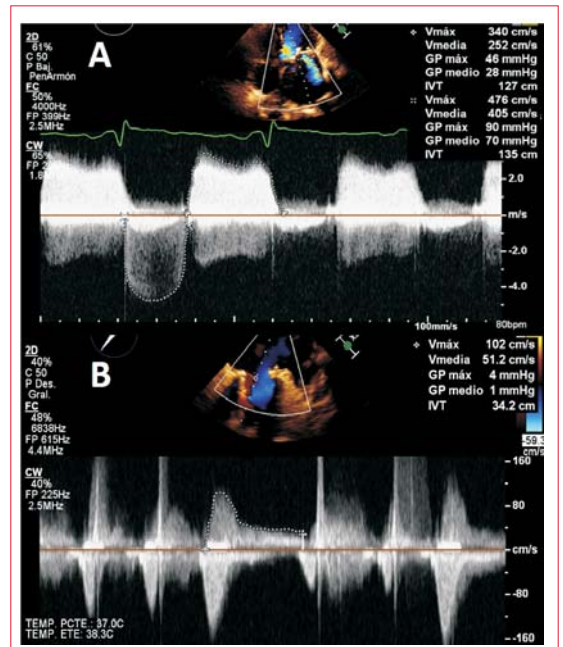 A
2D
61%
C 50
P Baj.
PenArmón
FC
50%
4000Hz
FP 399Hz
2.5MHz
CW
65%
Vmáx 340 cm/s
Vmedia 252 cm/s
GP máx 46 mmHg
GP medio 28 mmHg
IVT 127 cm
Vmáx 476 cm/s
Vmedia 405 cm/s
GP máx 90 mmHg
GP medio 70 mmHg
IVT 135 cm
2.0
m/s
-2.0
-4.0
100mm/s
80bpm
B
2D
40%
C 50
P Des.
Gral.
FC
48%
6838Hz
FP 615Hz
4.4MHz
CW
40%
FP 225Hz
2.5MHz
Vmáx 102 cm/s
Vmedia 51.2 cm/s
GP máx 4 mmHg
GP medio 1 mmHg
IVT 34.2 cm
-59.3
cm/s
160
80
cm/s
-80
-160
TEMP. PCTE.: 37.0C
TEMP. ETE: 38.3C